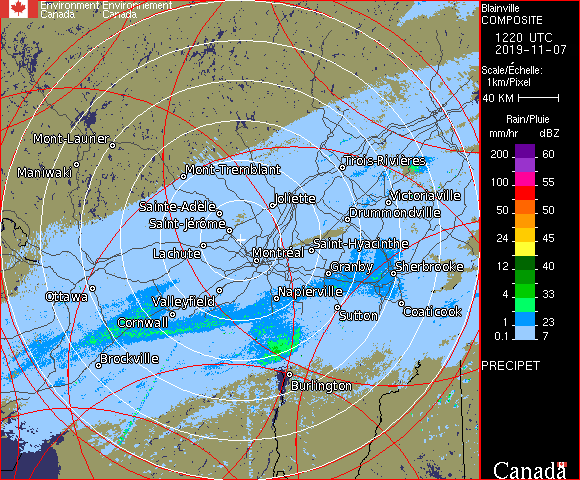 Environment Environnement
Canada Canada
Blainville
COMPOSITE
1220 UTC
2019-11-07
Scale/Échelle:
1km/Pixel
40 KM
Rain/Pluie
mm/hr dBZ
200 60
100 55
50 50
24 45
12 40
4 33
1 23
0.1 7
PRECIPET
Canada
Mont-Laurier
Maniwaki
Mont-Tremblant
Trois-Rivières
Sainte-Adèle
Joliette
Victoriaville
Drummondville
Saint-Jérôme
Lachute
Montréal
Saint-Hyacinthe
Granby
Sherbrooke
Ottawa
Valleyfield
Napierville
Cornwall
Sutton
Coaticook
Brockville
Burlington